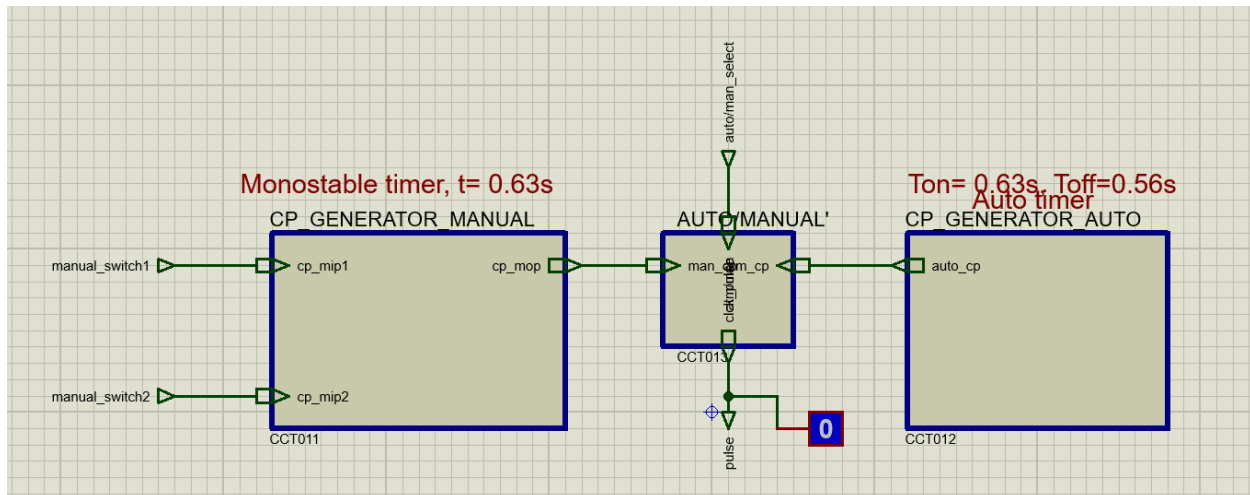 auto/man_select
Monostable timer, t= 0.63s
Ton= 0.63s, Toff=0.56s
Auto timer
CP_GENERATOR_MANUAL
AUTO/MANUAL'
CP_GENERATOR_AUTO
manual_switch1
cp_mip1
cp_mop
auto_cp
manual_switch2
cp_mip2
CCT011
CCT013
CCT012
0
pulse